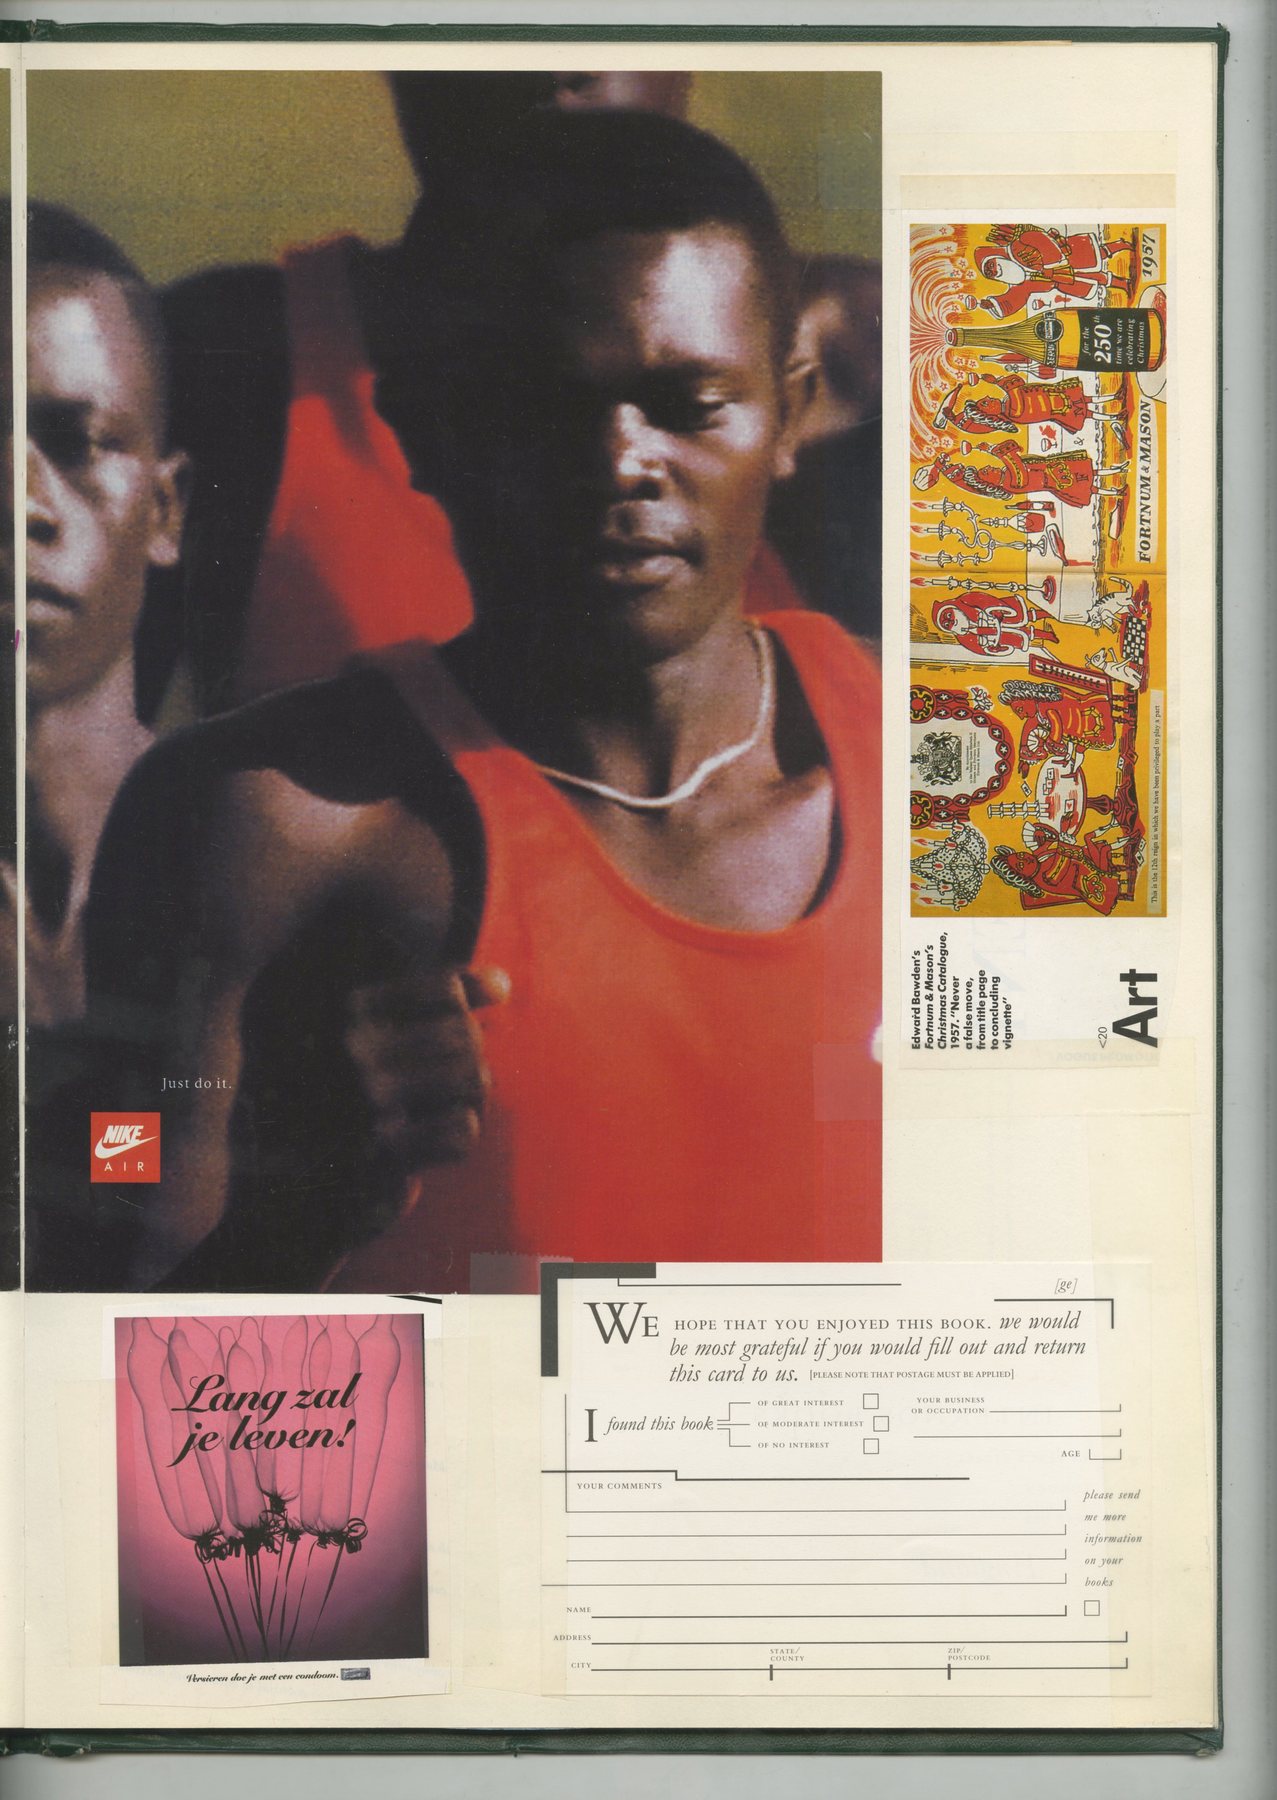 Just do it.
NIKE
AIR
1957
for the
250th
time we are
celebrating
Christmas
FORTNUM & MASON
This is the 12th reign in which we have been privileged to play a part
Edward Bawden's
Fortnum & Mason's
Christmas Catalogue,
1957. "Never
a false move,
from title page
to concluding
vignette"
<20
Art
Lang zal
je leven!
Versieren doe je met een condoom.
[ge]
WE HOPE THAT YOU ENJOYED THIS BOOK. we would
be most grateful if you would fill out and return
this card to us. [PLEASE NOTE THAT POSTAGE MUST BE APPLIED]
I found this book
OF GREAT INTEREST
OF MODERATE INTEREST
OF NO INTEREST
YOUR BUSINESS
OR OCCUPATION
AGE
YOUR COMMENTS
please send
me more
information
on your
books
NAME
ADDRESS
CITY
STATE/
COUNTY
ZIP/
POSTCODE